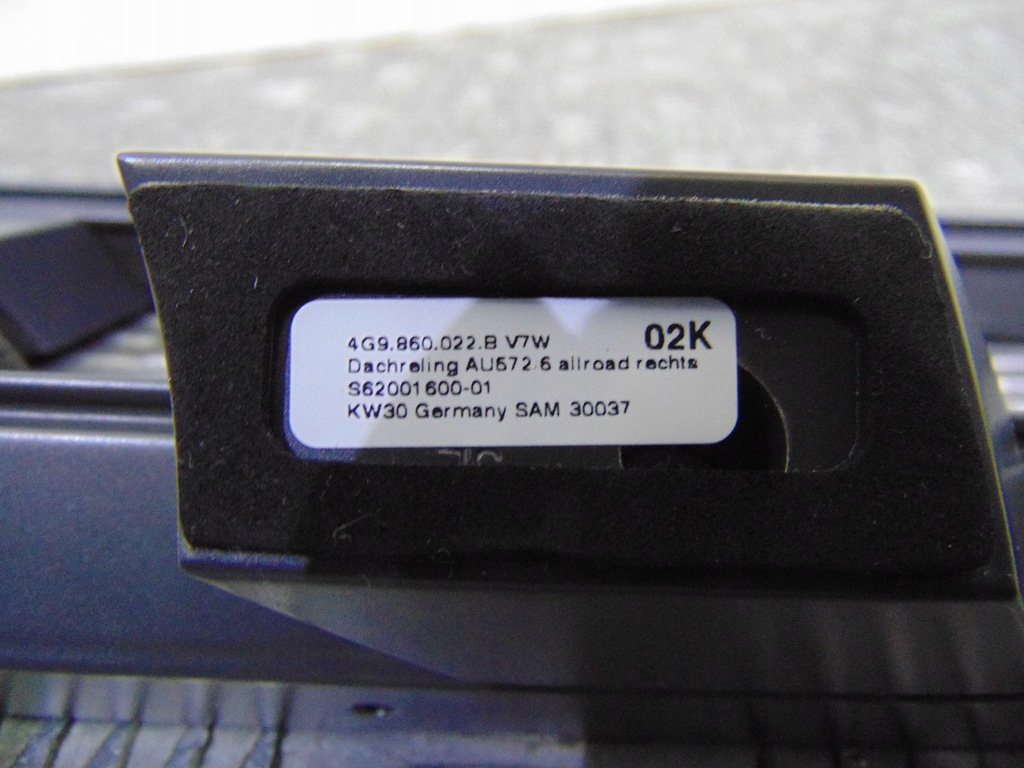 4G9.860.022.B V7W 02K
Dachreling AU572.6 allroad rechts
S62001600-01
KW30 Germany SAM 30037